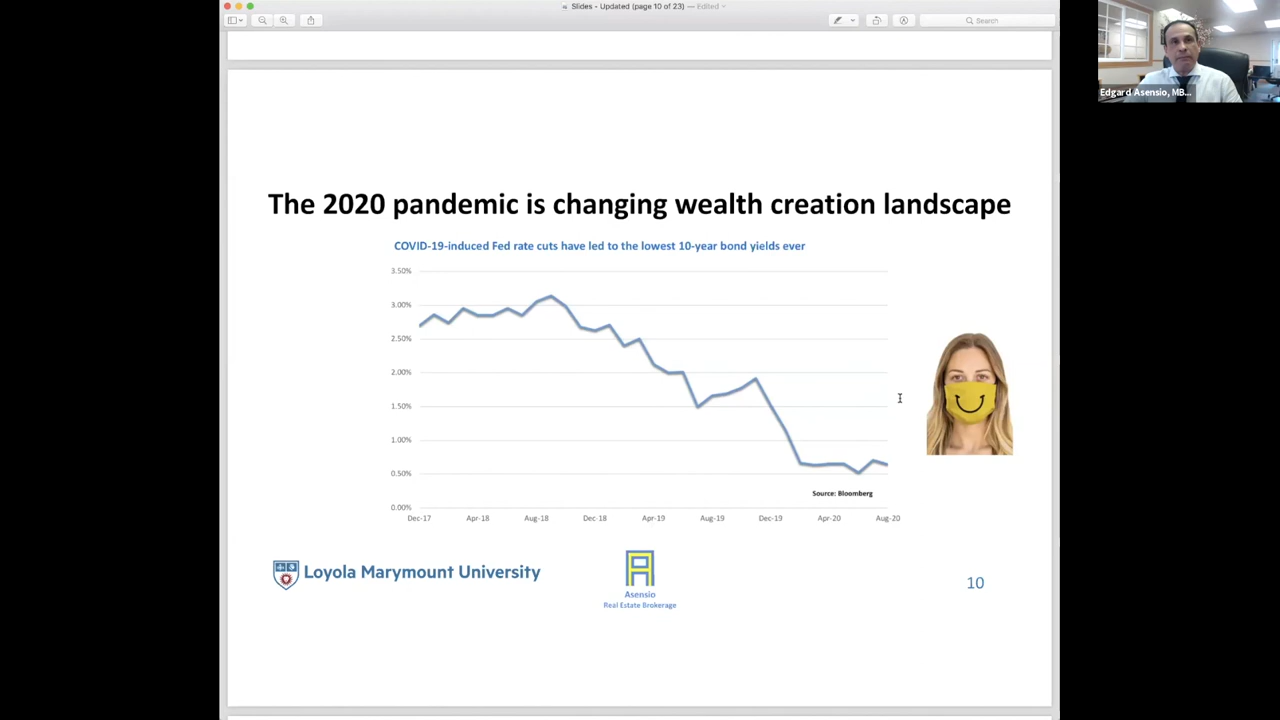 Slides - Updated (page 10 of 23) — Edited
Search
Edgard Asensio, MB...
The 2020 pandemic is changing wealth creation landscape
COVID-19-induced Fed rate cuts have led to the lowest 10-year bond yields ever
3.50%
3.00%
2.50%
2.00%
1.50%
1.00%
0.50%
0.00%
Source: Bloomberg
Dec-17 Apr-18 Aug-18 Dec-18 Apr-19 Aug-19 Dec-19 Apr-20 Aug-20
Loyola Marymount University
Asensio
Real Estate Brokerage
10